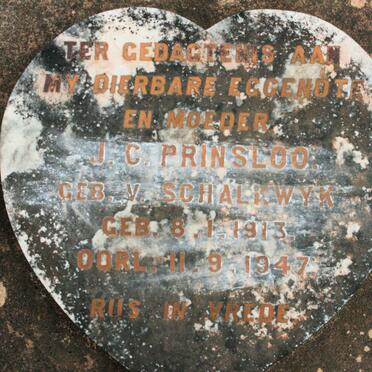 TER GEDAGTENIS AAN
MY DIERBARE EGGENOTE
EN MOEDER
J. C. PRINSLOO.
GEB. V. SCHALKWYK
GEB. 8.1.1913
OORL. 11.9.1947.
RUS IN VREDE.